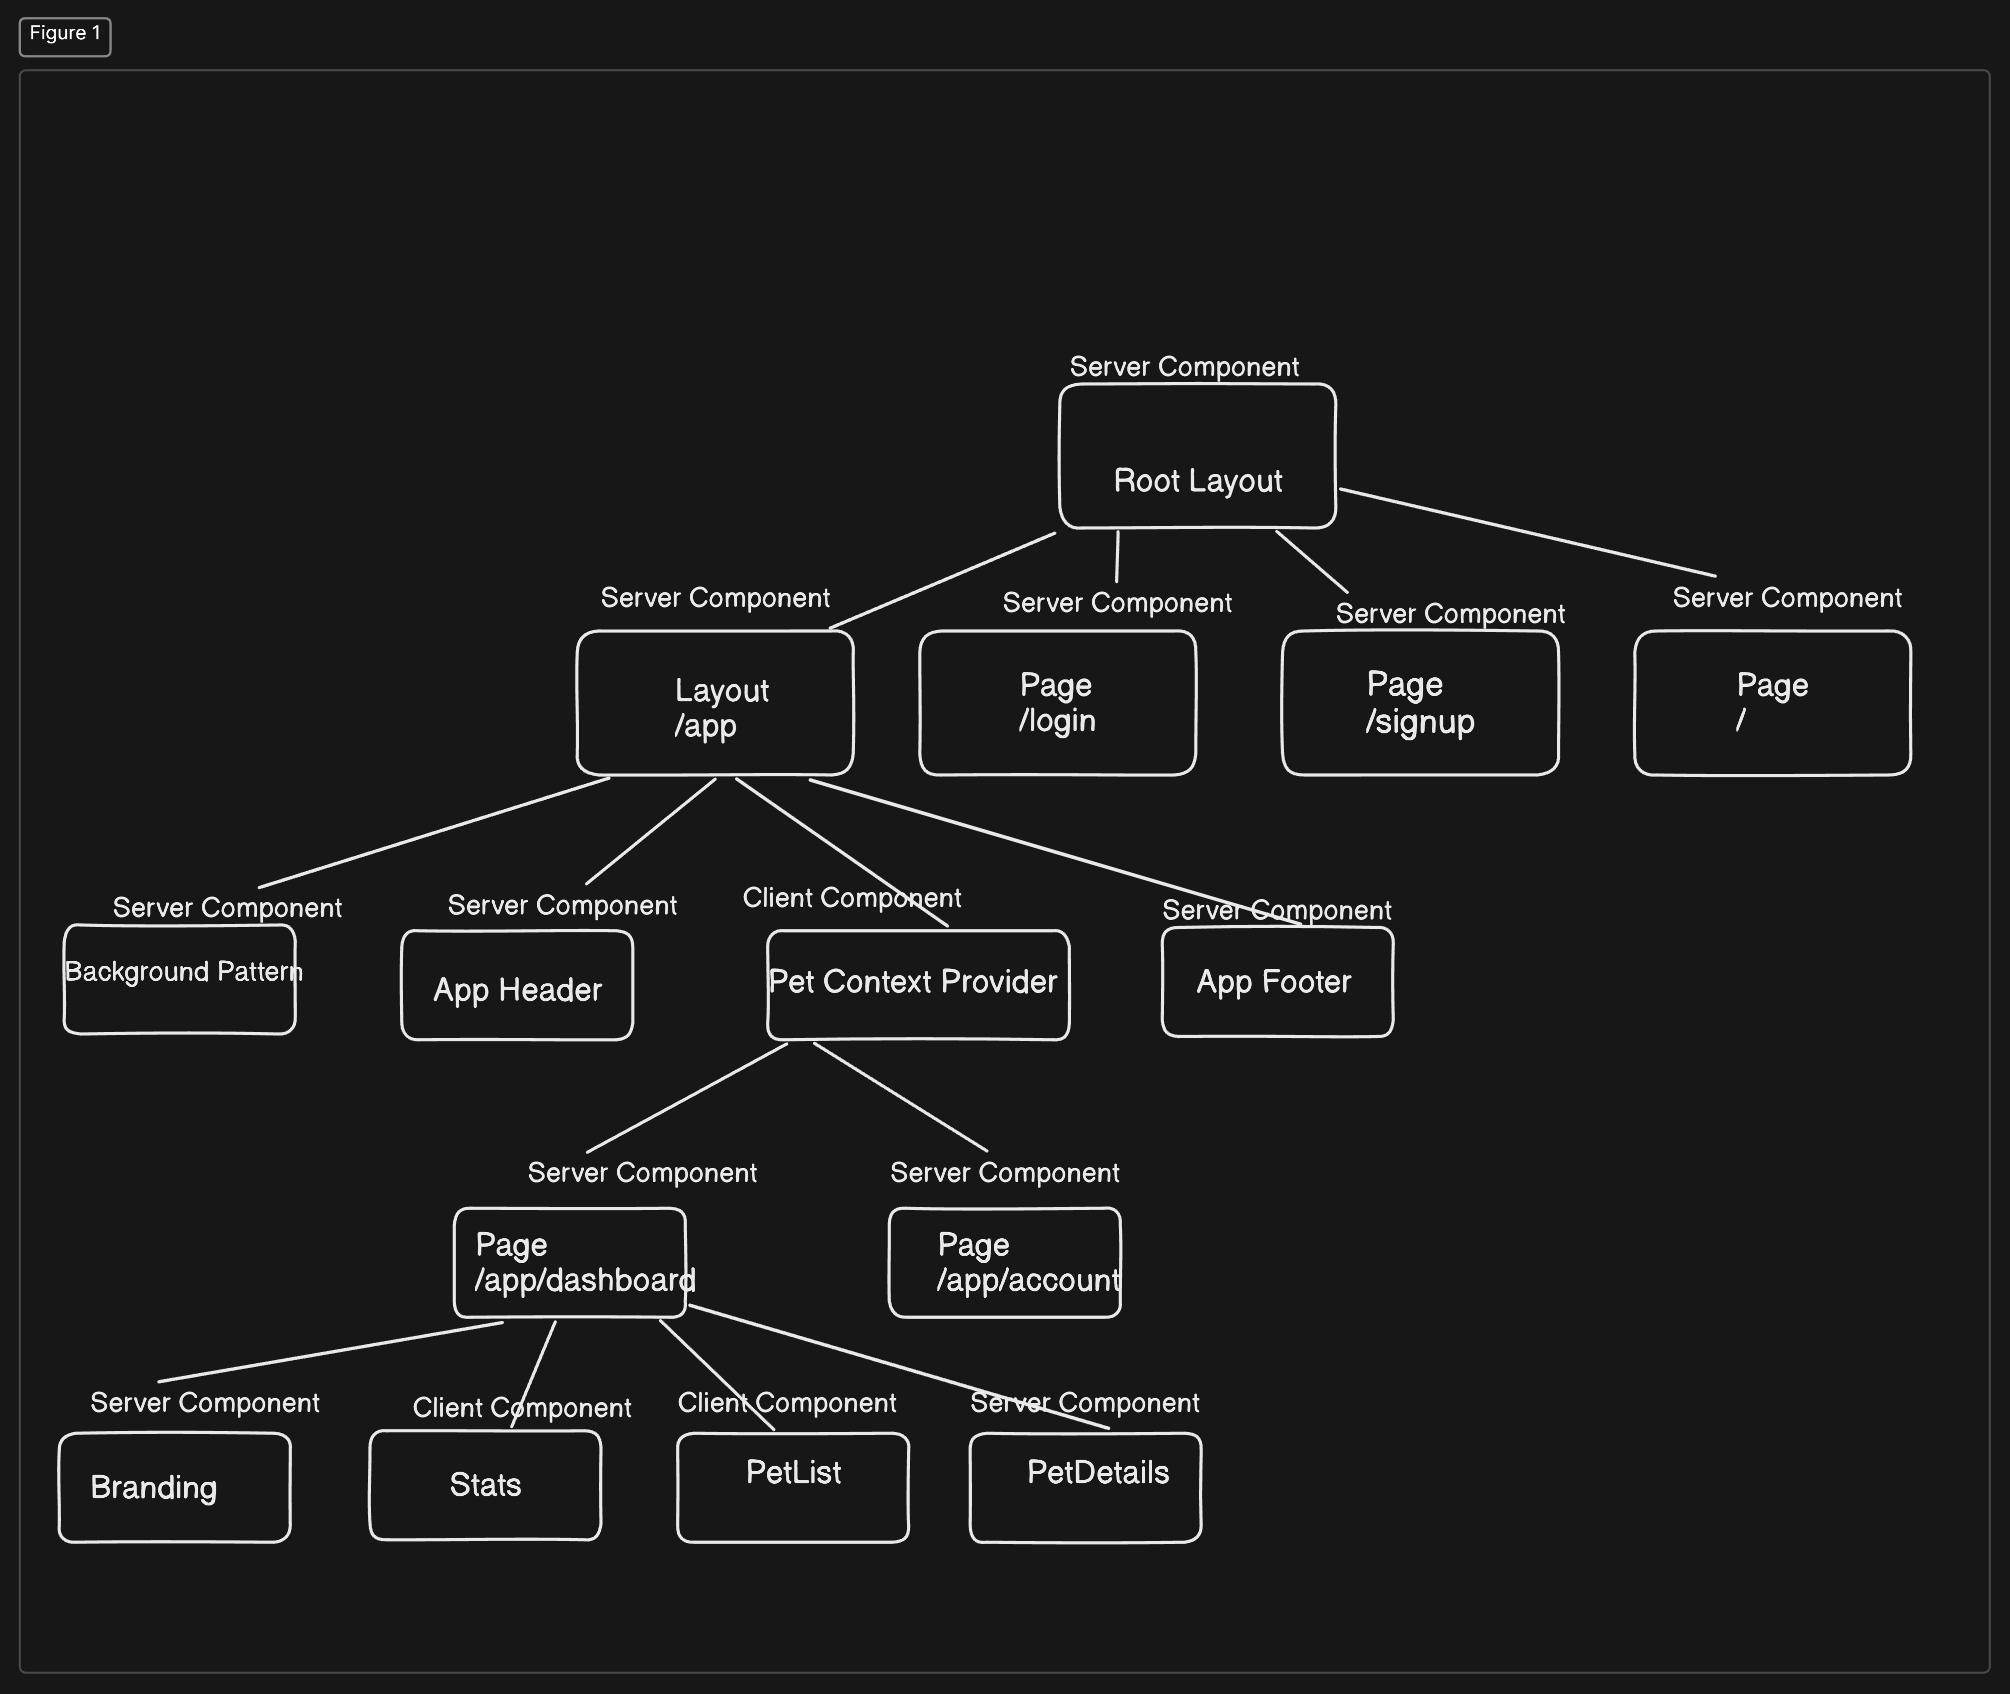 Figure 1
Server Component
Root Layout
Server Component
Server Component
Server Component
Server Component
Layout
/app
Page
/login
Page
/signup
Page
/
Server Component
Server Component
Client Component
Server Component
Background Pattern
App Header
Pet Context Provider
App Footer
Server Component
Server Component
Page
/app/dashboard
Page
/app/account
Server Component
Client Component
Client Component
Server Component
Branding
Stats
PetList
PetDetails